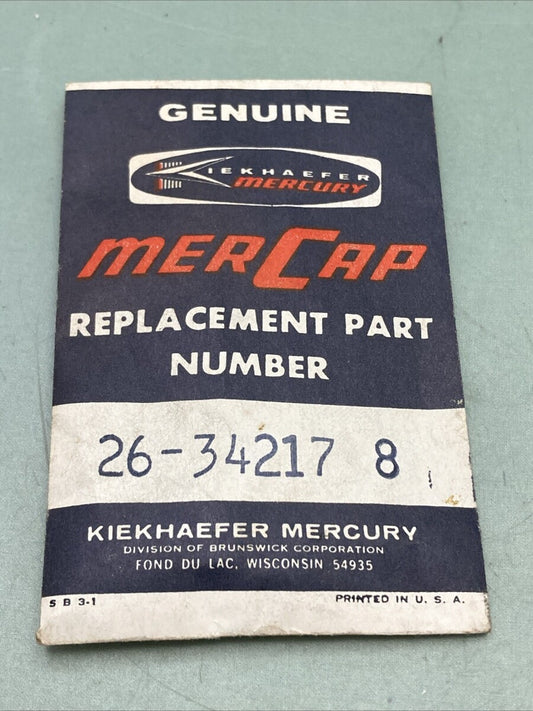 GENUINE
KIEKHAEFER
MERCURY
MERCAP
REPLACEMENT PART
NUMBER
26-34217 8
KIEKHAEFER MERCURY
DIVISION OF BRUNSWICK CORPORATION
FOND DU LAC, WISCONSIN 54935
S B 3-1 PRINTED IN U. S. A.